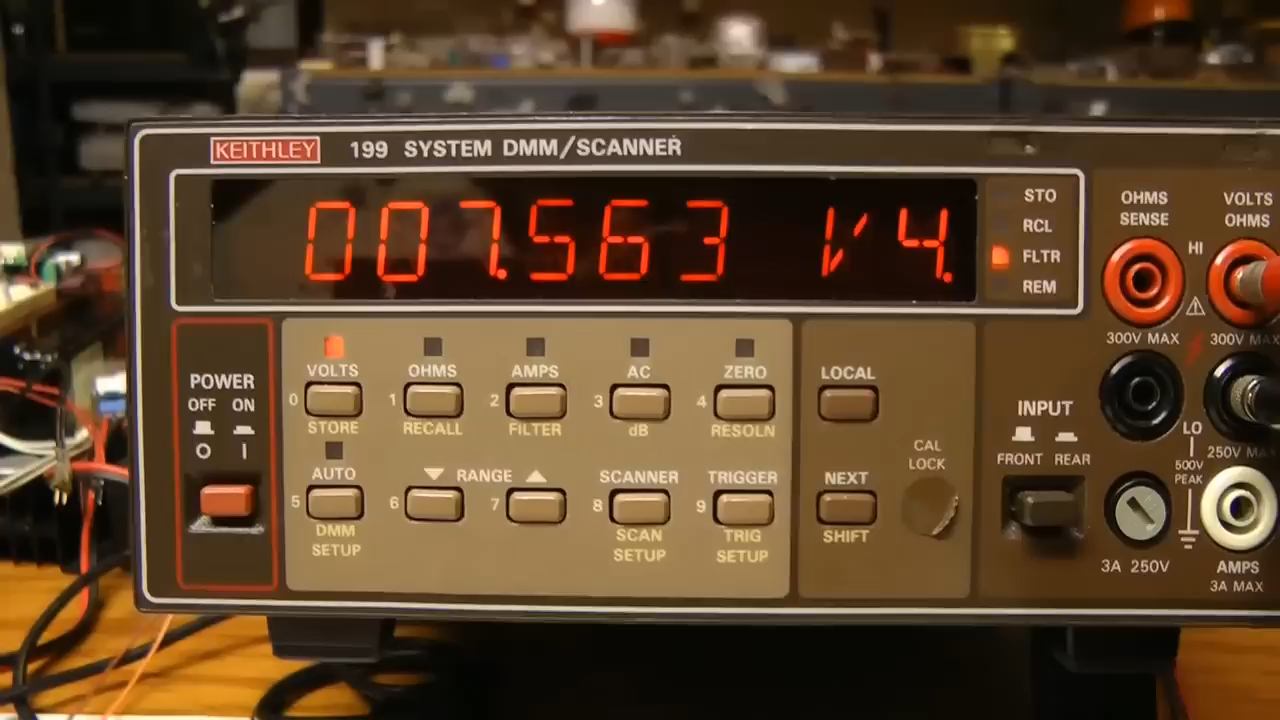 KEITHLEY 199 SYSTEM DMM/SCANNER
007.563 V4.
STO
RCL
FLTR
REM
OHMS SENSE
VOLTS OHMS
HI
300V MAX
300V MAX
POWER
OFF ON
O I
VOLTS OHMS AMPS AC ZERO
0 1 2 3 4
STORE RECALL FILTER dB RESOLN
AUTO RANGE SCANNER TRIGGER
5 6 7 8 9
DMM SETUP
SCAN SETUP
TRIG SETUP
LOCAL
NEXT
SHIFT
CAL LOCK
INPUT
FRONT REAR
LO
250V MAX
500V PEAK
3A 250V
AMPS
3A MAX